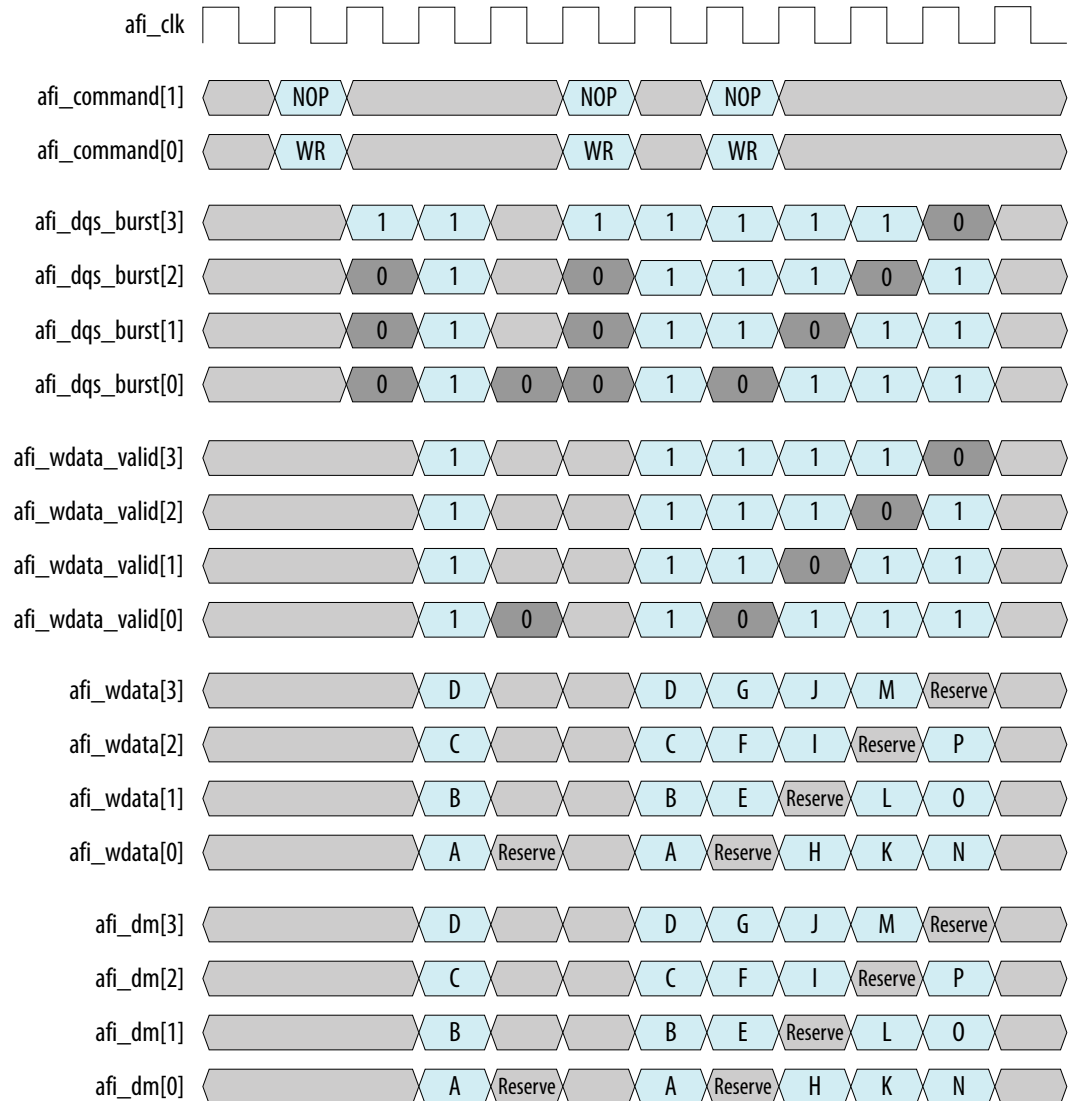 afi_clk
afi_command[1] NOP NOP NOP
afi_command[0] WR WR WR
afi_dqs_burst[3] 1 1 1 1 1 1 1 0
afi_dqs_burst[2] 0 1 0 1 1 1 0 1
afi_dqs_burst[1] 0 1 0 1 1 0 1 1
afi_dqs_burst[0] 0 1 0 0 1 0 1 1 1
afi_wdata_valid[3] 1 1 1 1 1 0
afi_wdata_valid[2] 1 1 1 1 0 1
afi_wdata_valid[1] 1 1 1 0 1 1
afi_wdata_valid[0] 1 0 1 0 1 1 1
afi_wdata[3] D D G J M Reserve
afi_wdata[2] C C F I Reserve P
afi_wdata[1] B B E Reserve L O
afi_wdata[0] A Reserve A Reserve H K N
afi_dm[3] D D G J M Reserve
afi_dm[2] C C F I Reserve P
afi_dm[1] B B E Reserve L O
afi_dm[0] A Reserve A Reserve H K N